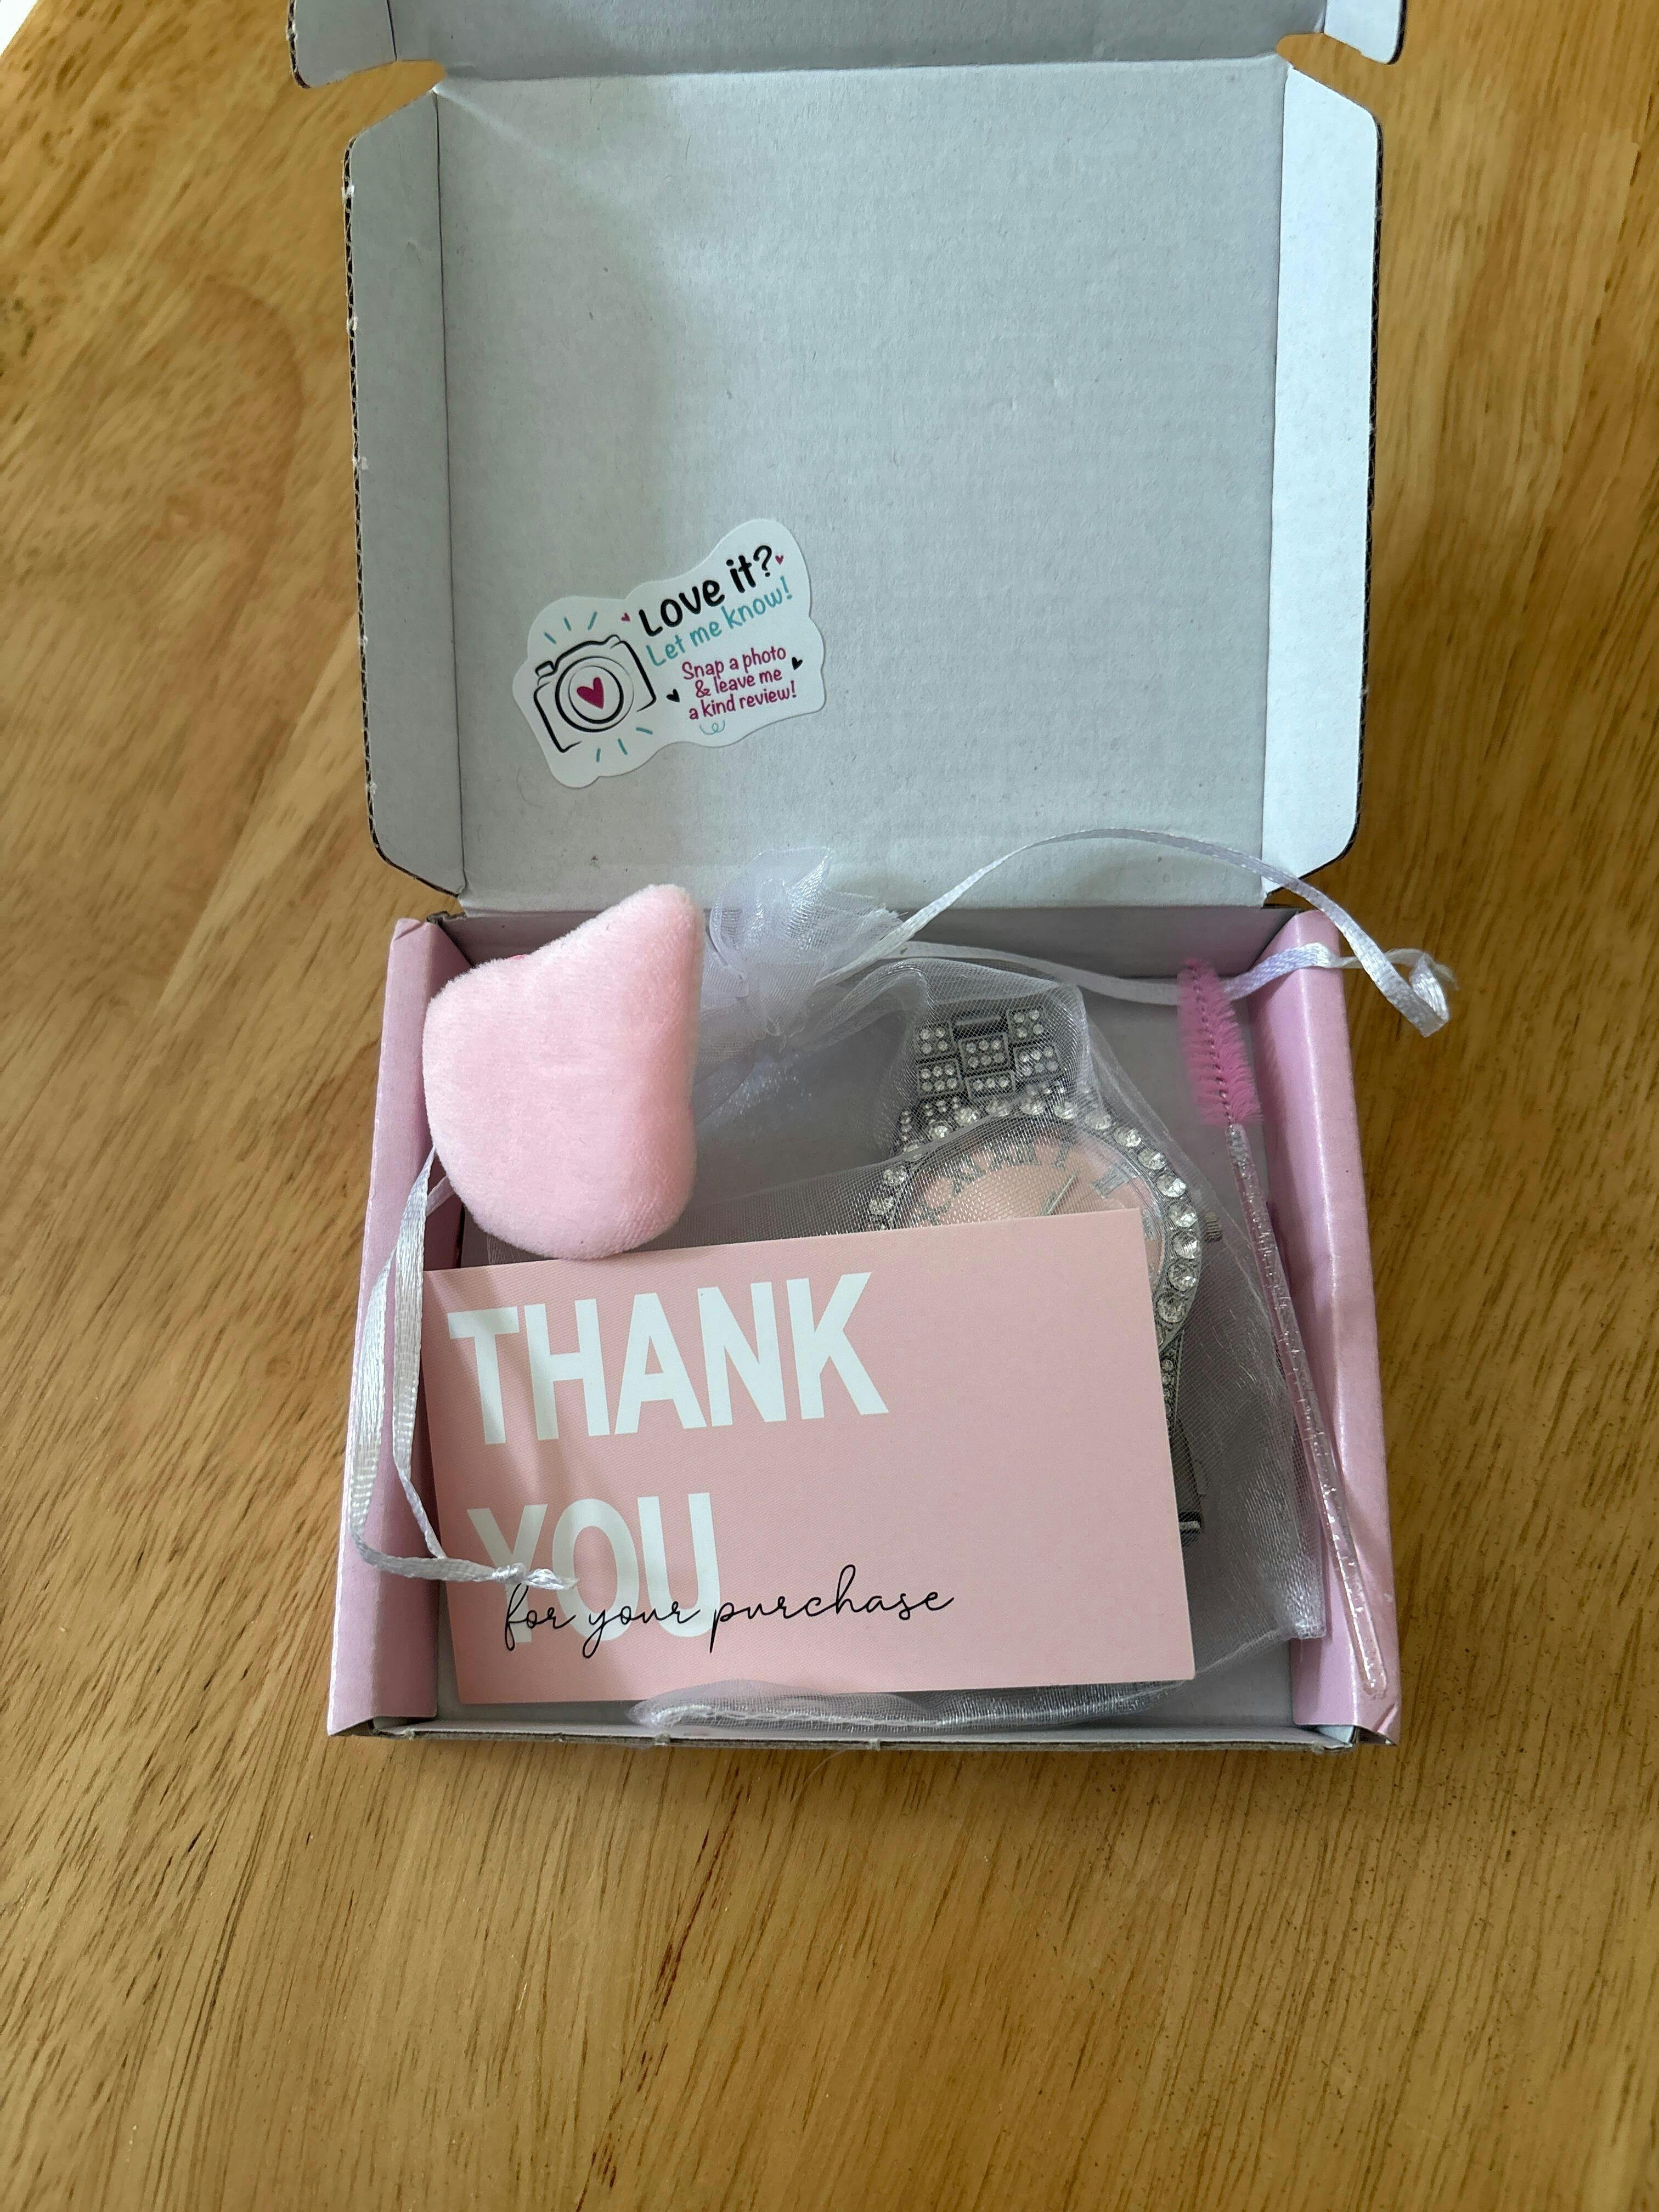 Love it?
Let me know!
Snap a photo
& leave me
a kind review!
THANK
YOU
for your purchase